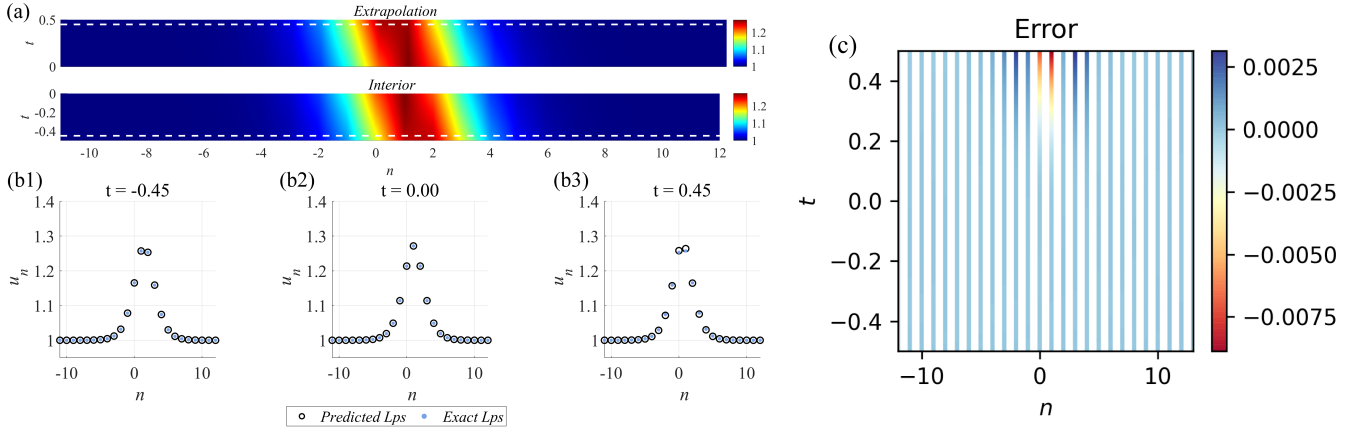 (a)
Extrapolation
0.5
t
0
1.2
1.1
1
Interior
0
-0.2
-0.4
t
1.2
1.1
1
-10 -8 -6 -4 -2 0 2 4 6 8 10 12
n
(b1)
t = -0.45
1.4
1.3
1.2
1.1
1
u_n
-10 0 10
n
(b2)
t = 0.00
1.4
1.3
1.2
1.1
1
u_n
-10 0 10
n
(b3)
t = 0.45
1.4
1.3
1.2
1.1
1
u_n
-10 0 10
n
Predicted Lps Exact Lps
(c)
Error
0.4
0.2
0.0
−0.2
−0.4
t
−10 0 10
n
0.0025
0.0000
−0.0025
−0.0050
−0.0075